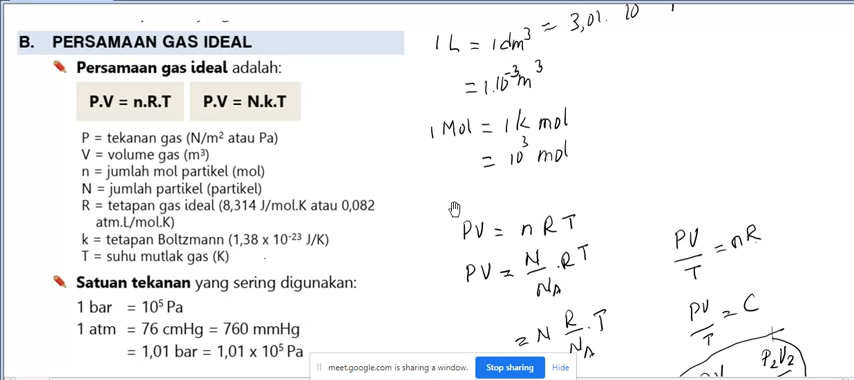 B. PERSAMAAN GAS IDEAL
Persamaan gas ideal adalah:
P.V = n.R.T P.V = N.k.T
P = tekanan gas (N/m² atau Pa)
V = volume gas (m³)
n = jumlah mol partikel (mol)
N = jumlah partikel (partikel)
R = tetapan gas ideal (8,314 J/mol.K atau 0,082
atm.L/mol.K)
k = tetapan Boltzmann (1,38 x 10⁻²³ J/K)
T = suhu mutlak gas (K)
Satuan tekanan yang sering digunakan:
1 bar = 10⁵ Pa
1 atm = 76 cmHg = 760 mmHg
= 1,01 bar = 1,01 x 10⁵ Pa
= 3,01. 10
1 L = 1 dm³
= 1.10⁻³ m³
1 Mol = 1 k mol
= 10³ mol
PV = n R T
PV = N/N_A . R T
= N R/N_A . T
PV/T = nR
PV/T = C
P₂V₂
meet.google.com is sharing a window. Stop sharing Hide